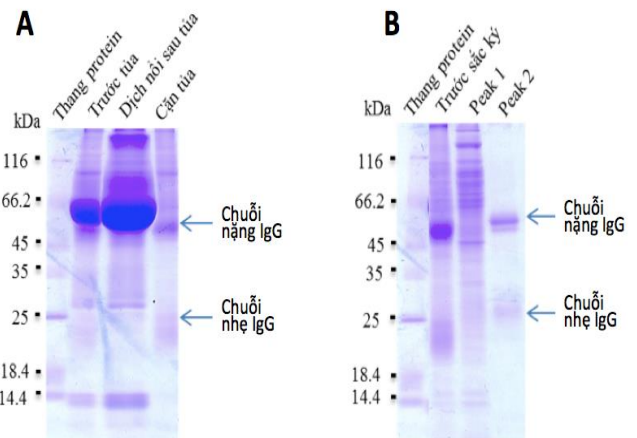 A
Thang protein
Trước tủa
Dịch nổi sau tủa
Cặn tủa
kDa
116
66.2
45
35
25
18.4
14.4
Chuỗi
nặng IgG
Chuỗi
nhẹ IgG
B
Thang protein
Trước sắc ký
Peak 1
Peak 2
kDa
116
66.2
45
35
25
18.4
14.4
Chuỗi
nặng IgG
Chuỗi
nhẹ IgG